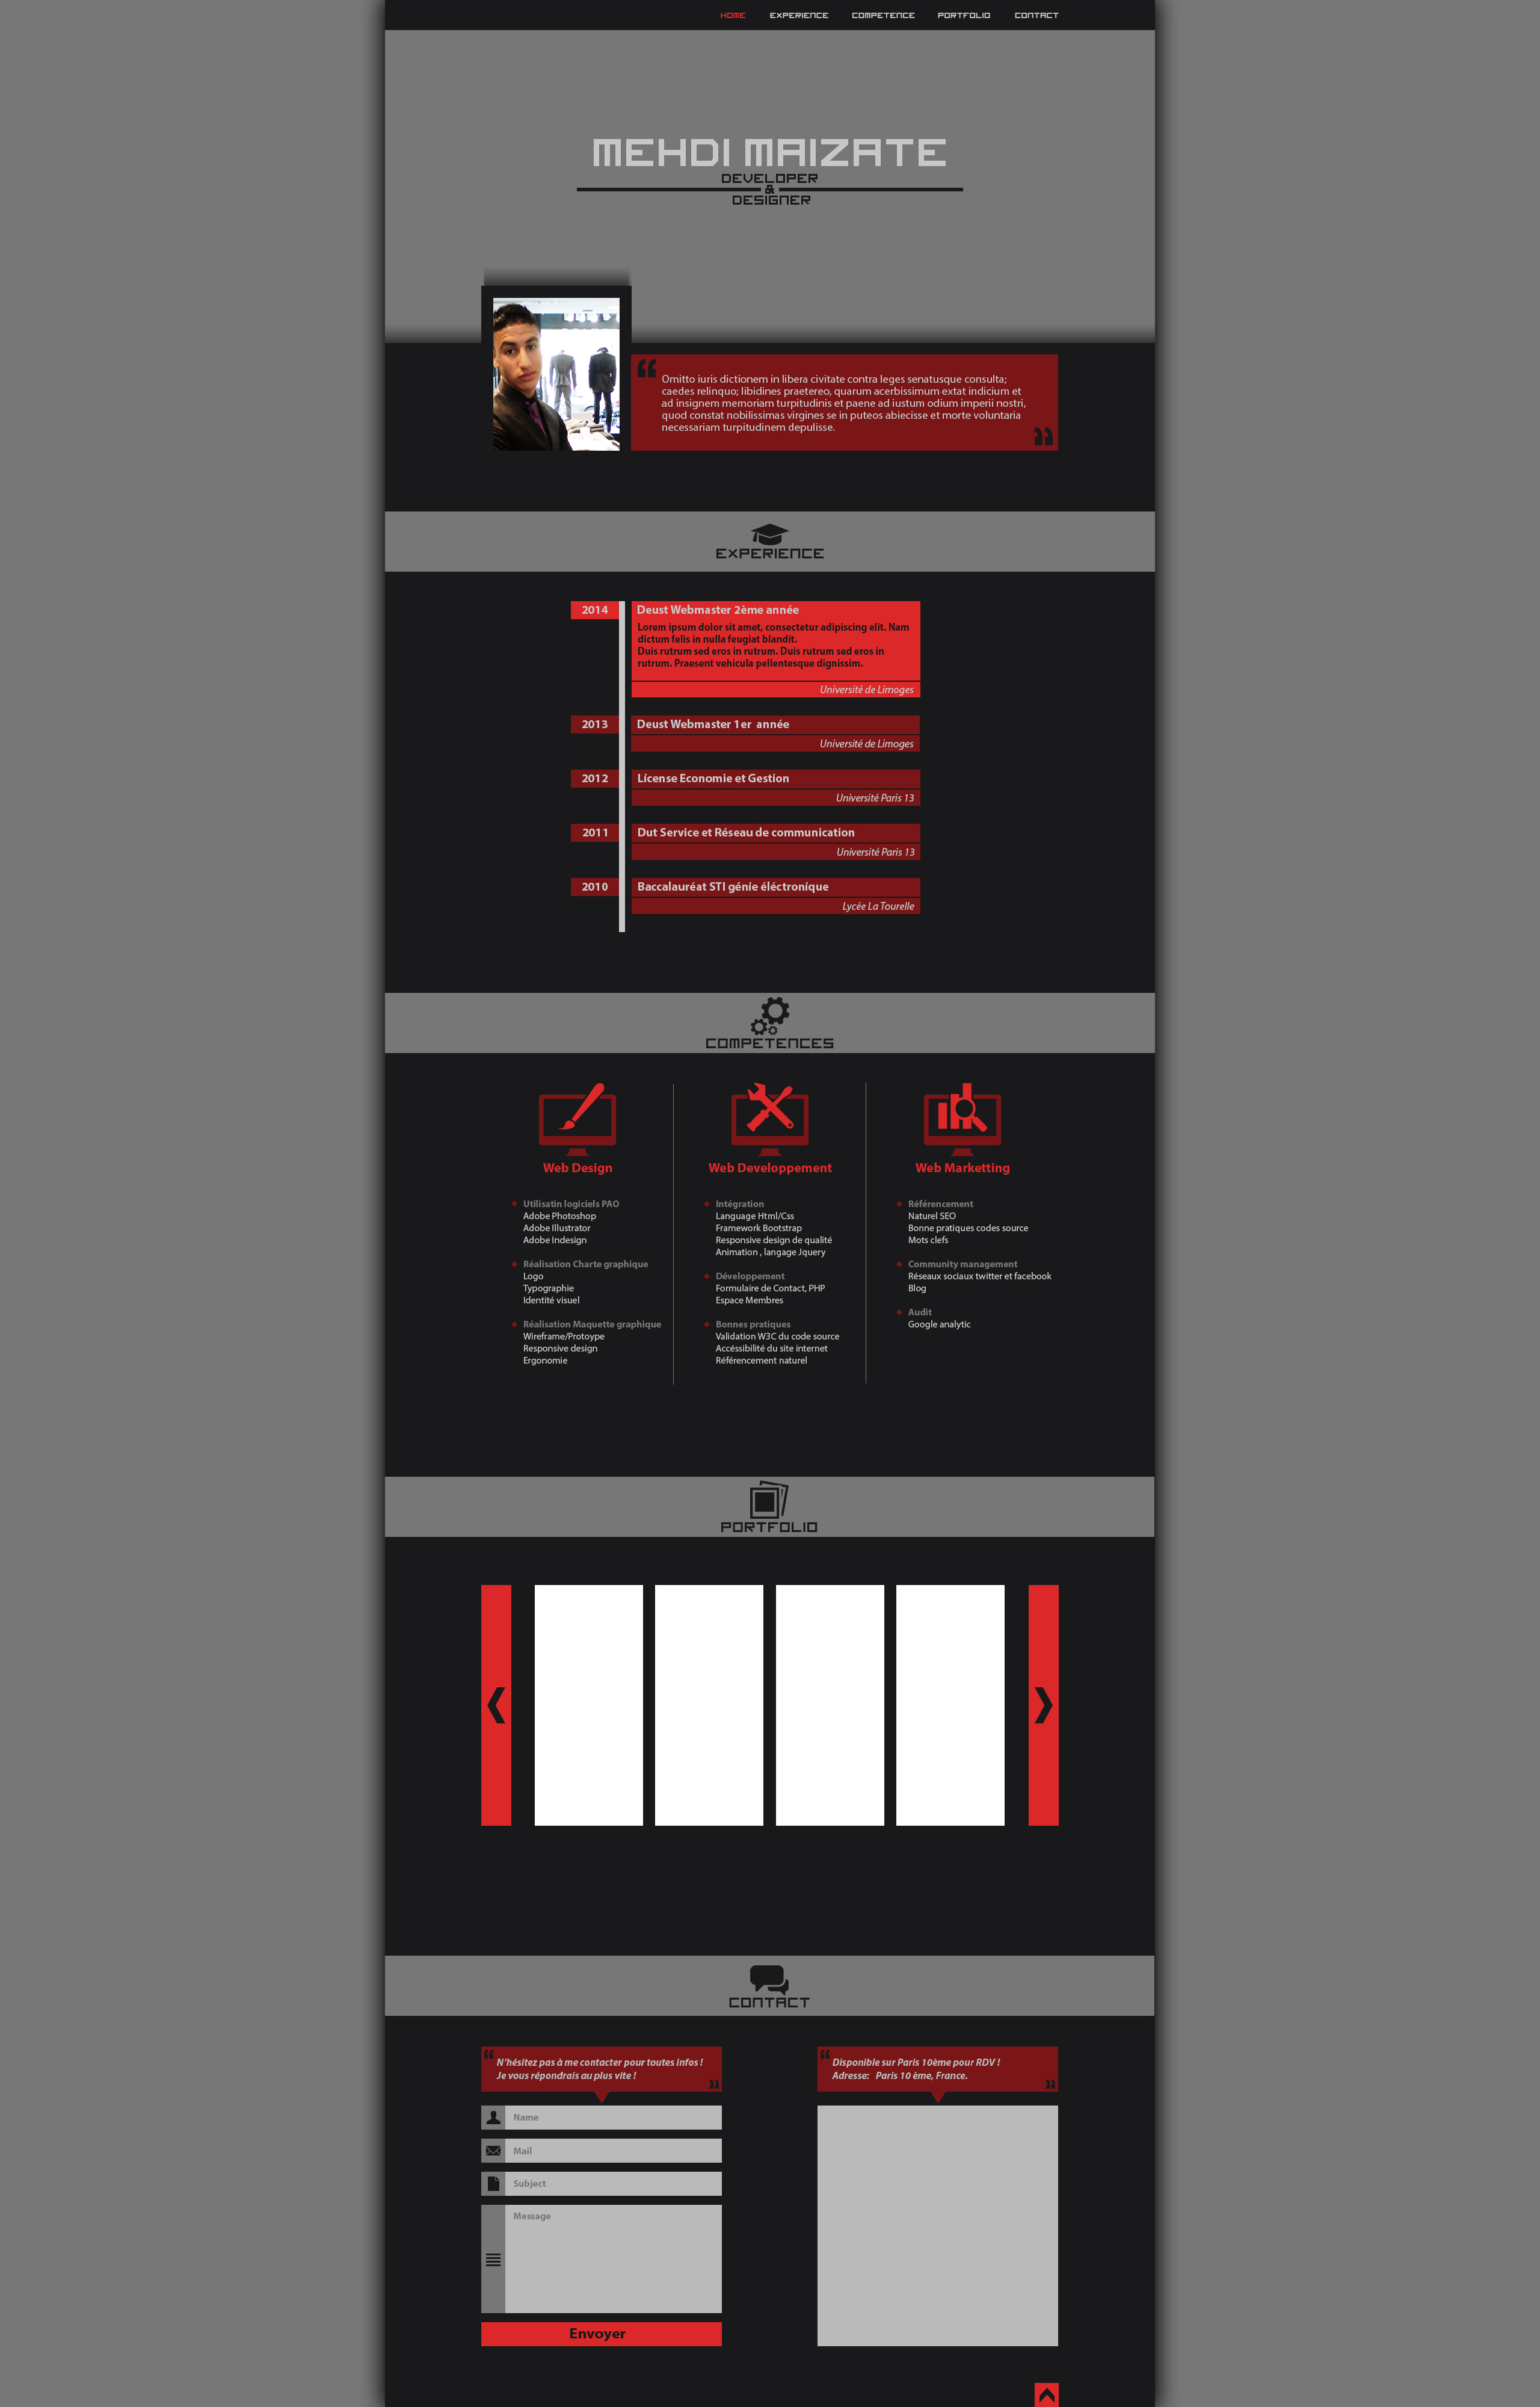 HOME EXPERIENCE COMPETENCE PORTFOLIO CONTACT
MEHDI MAIZATE
DEVELOPER
&
DESIGNER
“
Omitto iuris dictionem in libera civitate contra leges senatusque consulta;
caedes relinquo; libidines praetereo, quarum acerbissimum extat indicium et
ad insignem memoriam turpitudinis et paene ad iustum odium imperii nostri,
quod constat nobilissimas virgines se in puteos abiecisse et morte voluntaria
necessariam turpitudinem depulisse.
”
EXPERIENCE
2014 Deust Webmaster 2ème année
Lorem ipsum dolor sit amet, consectetur adipiscing elit. Nam
dictum felis in nulla feugiat blandit.
Duis rutrum sed eros in rutrum. Duis rutrum sed eros in
rutrum. Praesent vehicula pellentesque dignissim.
Université de Limoges
2013 Deust Webmaster 1er année
Université de Limoges
2012 License Economie et Gestion
Université Paris 13
2011 Dut Service et Réseau de communication
Université Paris 13
2010 Baccalauréat STI génie éléctronique
Lycée La Tourelle
COMPETENCES
Web Design
Utilisatin logiciels PAO
Adobe Photoshop
Adobe Illustrator
Adobe Indesign
Réalisation Charte graphique
Logo
Typographie
Identité visuel
Réalisation Maquette graphique
Wireframe/Protoype
Responsive design
Ergonomie
Web Developpement
Intégration
Language Html/Css
Framework Bootstrap
Responsive design de qualité
Animation , langage Jquery
Développement
Formulaire de Contact, PHP
Espace Membres
Bonnes pratiques
Validation W3C du code source
Accéssibilité du site internet
Référencement naturel
Web Marketting
Référencement
Naturel SEO
Bonne pratiques codes source
Mots clefs
Community management
Réseaux sociaux twitter et facebook
Blog
Audit
Google analytic
PORTFOLIO
CONTACT
“ N’hésitez pas à me contacter pour toutes infos !
Je vous répondrais au plus vite ! ”
Name
Mail
Subject
Message
Envoyer
“ Disponible sur Paris 10ème pour RDV !
Adresse: Paris 10 ème, France. ”